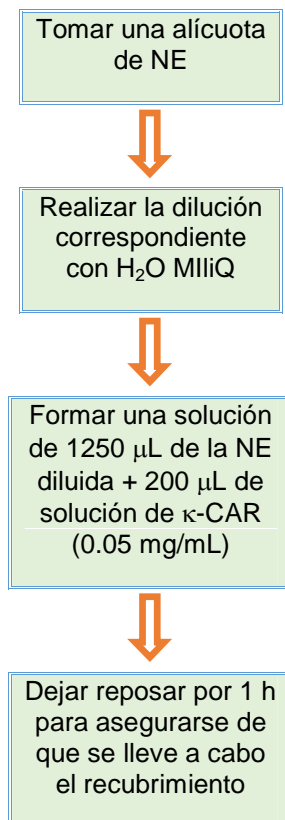 Tomar una alícuota
de NE
Realizar la dilución
correspondiente
con H₂O MIliQ
Formar una solución
de 1250 μL de la NE
diluida + 200 μL de
solución de κ-CAR
(0.05 mg/mL)
Dejar reposar por 1 h
para asegurarse de
que se lleve a cabo
el recubrimiento